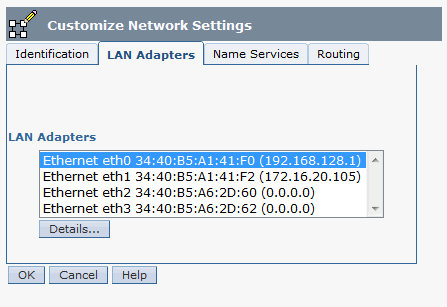 Customize Network Settings
Identification LAN Adapters Name Services Routing
LAN Adapters
Ethernet eth0 34:40:B5:A1:41:F0 (192.168.128.1)
Ethernet eth1 34:40:B5:A1:41:F2 (172.16.20.105)
Ethernet eth2 34:40:B5:A6:2D:60 (0.0.0.0)
Ethernet eth3 34:40:B5:A6:2D:62 (0.0.0.0)
Details...
OK Cancel Help